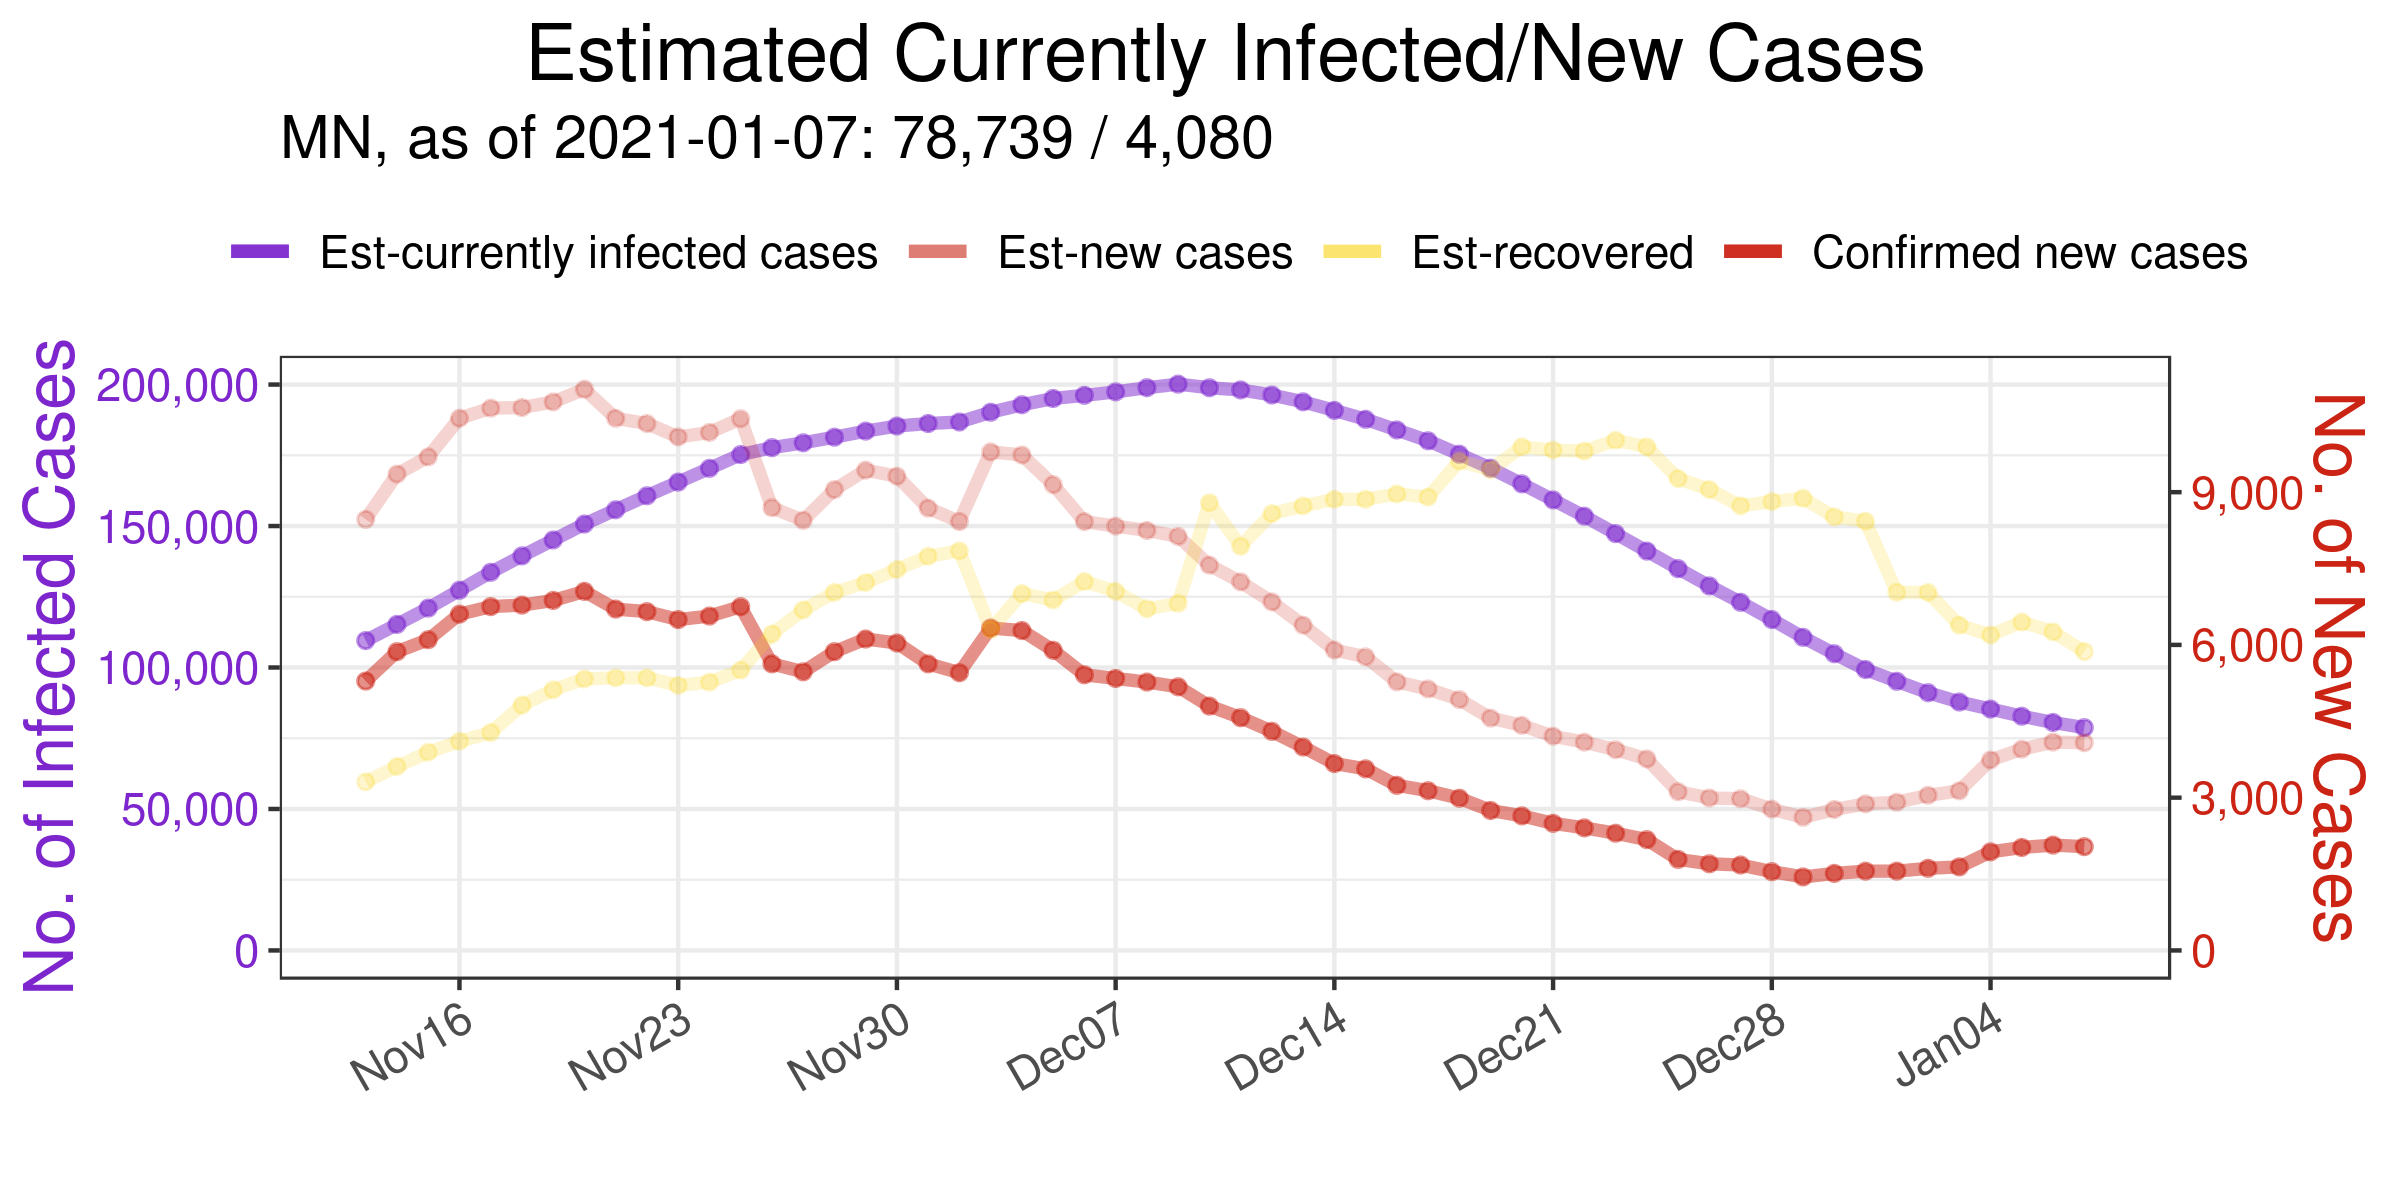 Estimated Currently Infected/New Cases
MN, as of 2021-01-07: 78,739 / 4,080
Est-currently infected cases
Est-new cases
Est-recovered
Confirmed new cases
No. of Infected Cases
200,000
150,000
100,000
50,000
0
No. of New Cases
9,000
6,000
3,000
0
Nov16
Nov23
Nov30
Dec07
Dec14
Dec21
Dec28
Jan04